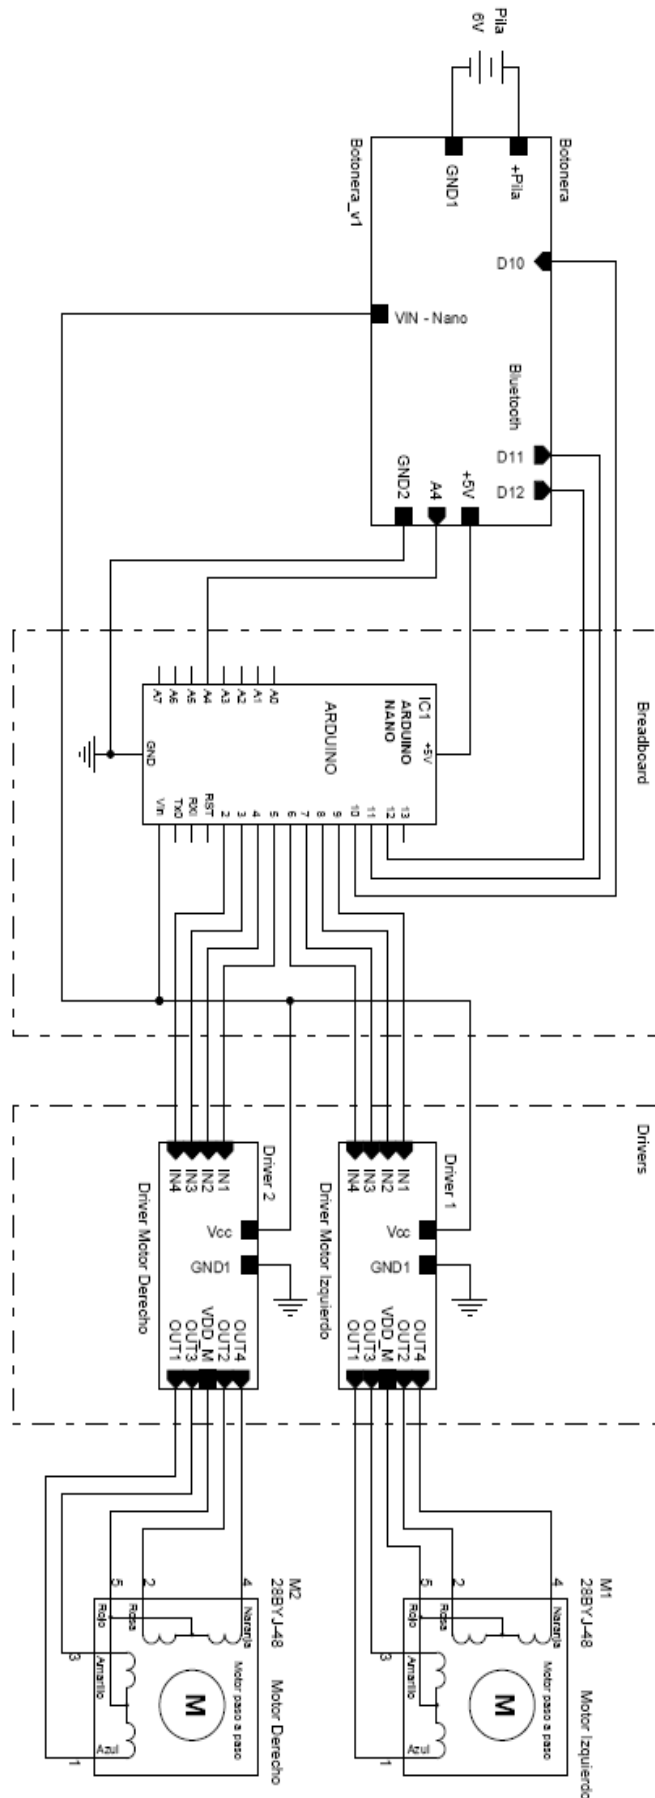 Pila
6V
Botonera
+Pila
GND1
Botonera_v1
D10
VIN - Nano
Bluetooth
D11
D12
+5V
A4
GND2
Breadboard
IC1
ARDUINO
NANO
+5V
ARDUINO
A0
A1
A2
A3
A4
A5
A6
A7
GND
13
12
11
10
9
8
7
6
5
4
3
2
RST
RXI
Tx0
Vin
Drivers
Driver 1
IN1
IN2
IN3
IN4
Vcc
GND1
OUT4
OUT2
VDD_M
OUT3
OUT1
Driver Motor Izquierdo
Driver 2
IN1
IN2
IN3
IN4
Vcc
GND1
OUT4
OUT2
VDD_M
OUT3
OUT1
Driver Motor Derecho
M1
28BYJ-48
Motor Izquierdo
4
2
5
3
1
Naranja
Rosa
Rojo
Amarillo
Azul
Motor paso a paso
M
M2
28BYJ-48
Motor Derecho
4
2
5
3
1
Naranja
Rosa
Rojo
Amarillo
Azul
Motor paso a paso
M